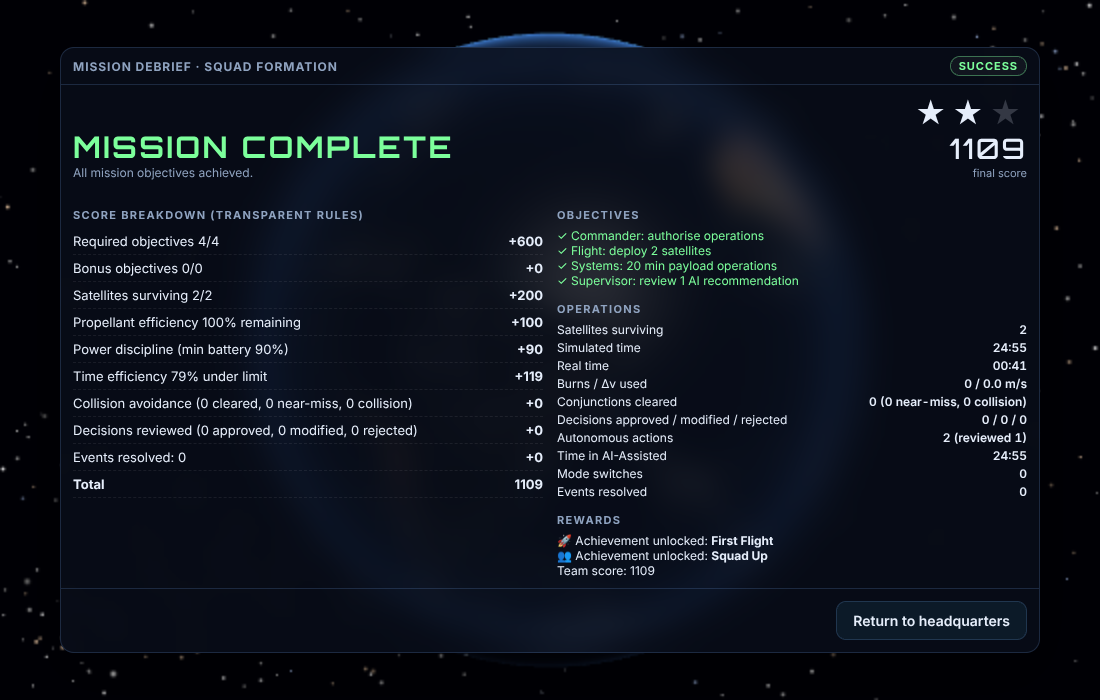 MISSION DEBRIEF · SQUAD FORMATION
SUCCESS
MISSION COMPLETE
All mission objectives achieved.
1109
final score
SCORE BREAKDOWN (TRANSPARENT RULES)
Required objectives 4/4 +600
Bonus objectives 0/0 +0
Satellites surviving 2/2 +200
Propellant efficiency 100% remaining +100
Power discipline (min battery 90%) +90
Time efficiency 79% under limit +119
Collision avoidance (0 cleared, 0 near-miss, 0 collision) +0
Decisions reviewed (0 approved, 0 modified, 0 rejected) +0
Events resolved: 0 +0
Total 1109
OBJECTIVES
✓ Commander: authorise operations
✓ Flight: deploy 2 satellites
✓ Systems: 20 min payload operations
✓ Supervisor: review 1 AI recommendation
OPERATIONS
Satellites surviving 2
Simulated time 24:55
Real time 00:41
Burns / Δv used 0 / 0.0 m/s
Conjunctions cleared 0 (0 near-miss, 0 collision)
Decisions approved / modified / rejected 0 / 0 / 0
Autonomous actions 2 (reviewed 1)
Time in AI-Assisted 24:55
Mode switches 0
Events resolved 0
REWARDS
🚀 Achievement unlocked: First Flight
👥 Achievement unlocked: Squad Up
Team score: 1109
Return to headquarters